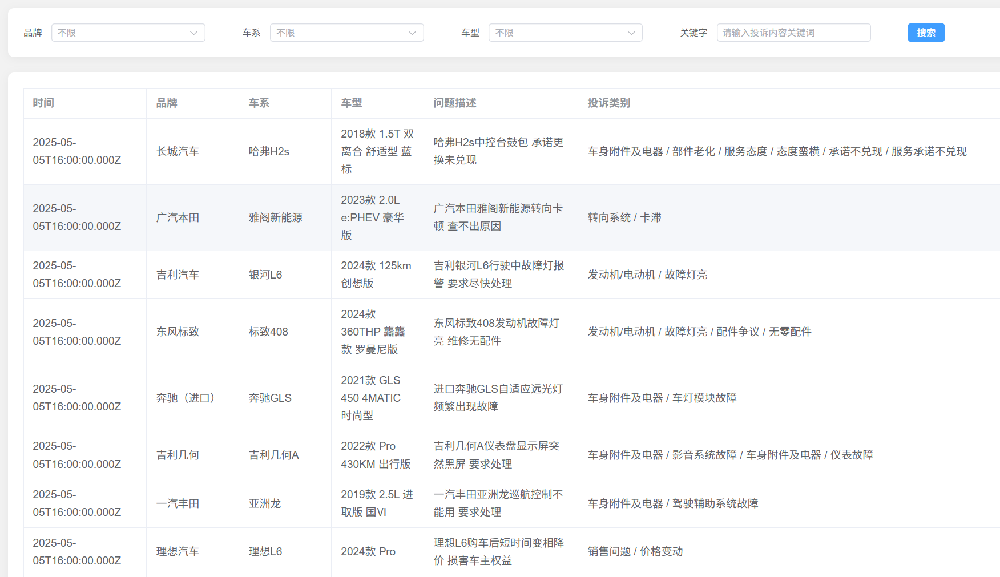 品牌 不限 车系 不限 车型 不限 关键字 请输入投诉内容关键词 搜索
时间 品牌 车系 车型 问题描述 投诉类别
2025-05-
05T16:00:00.000Z
长城汽车
哈弗H2s
2018款 1.5T 双
离合 舒适型 蓝
标
哈弗H2s中控台鼓包 承诺更
换未兑现
车身附件及电器 / 部件老化 / 服务态度 / 态度蛮横 / 承诺不兑现 / 服务承诺不兑现
2025-05-
05T16:00:00.000Z
广汽本田
雅阁新能源
2023款 2.0L
e:PHEV 豪华
版
广汽本田雅阁新能源转向卡
顿 查不出原因
转向系统 / 卡滞
2025-05-
05T16:00:00.000Z
吉利汽车
银河L6
2024款 125km
创想版
吉利银河L6行驶中故障灯报
警 要求尽快处理
发动机/电动机 / 故障灯亮
2025-05-
05T16:00:00.000Z
东风标致
标致408
2024款
360THP 龘龘
款 罗曼尼版
东风标致408发动机故障灯
亮 维修无配件
发动机/电动机 / 故障灯亮 / 配件争议 / 无零配件
2025-05-
05T16:00:00.000Z
奔驰（进口）
奔驰GLS
2021款 GLS
450 4MATIC
时尚型
进口奔驰GLS自适应远光灯
频繁出现故障
车身附件及电器 / 车灯模块故障
2025-05-
05T16:00:00.000Z
吉利几何
吉利几何A
2022款 Pro
430KM 出行版
吉利几何A仪表盘显示屏突
然黑屏 要求处理
车身附件及电器 / 影音系统故障 / 车身附件及电器 / 仪表故障
2025-05-
05T16:00:00.000Z
一汽丰田
亚洲龙
2019款 2.5L 进
取版 国VI
一汽丰田亚洲龙巡航控制不
能用 要求处理
车身附件及电器 / 驾驶辅助系统故障
2025-05-
05T16:00:00.000Z
理想汽车
理想L6
2024款 Pro
理想L6购车后短时间变相降
价 损害车主权益
销售问题 / 价格变动